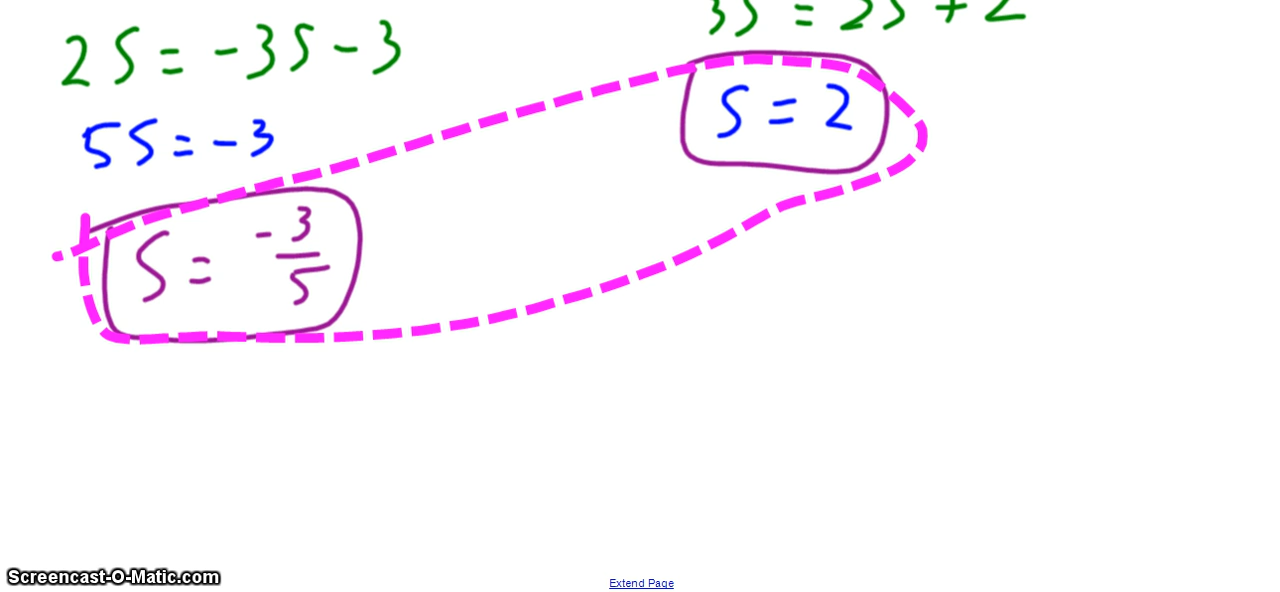 2S = -3S - 3
3S = 2S + 2
5S = -3
S = 2
S = -3/5
Screencast-O-Matic.com
Extend Page